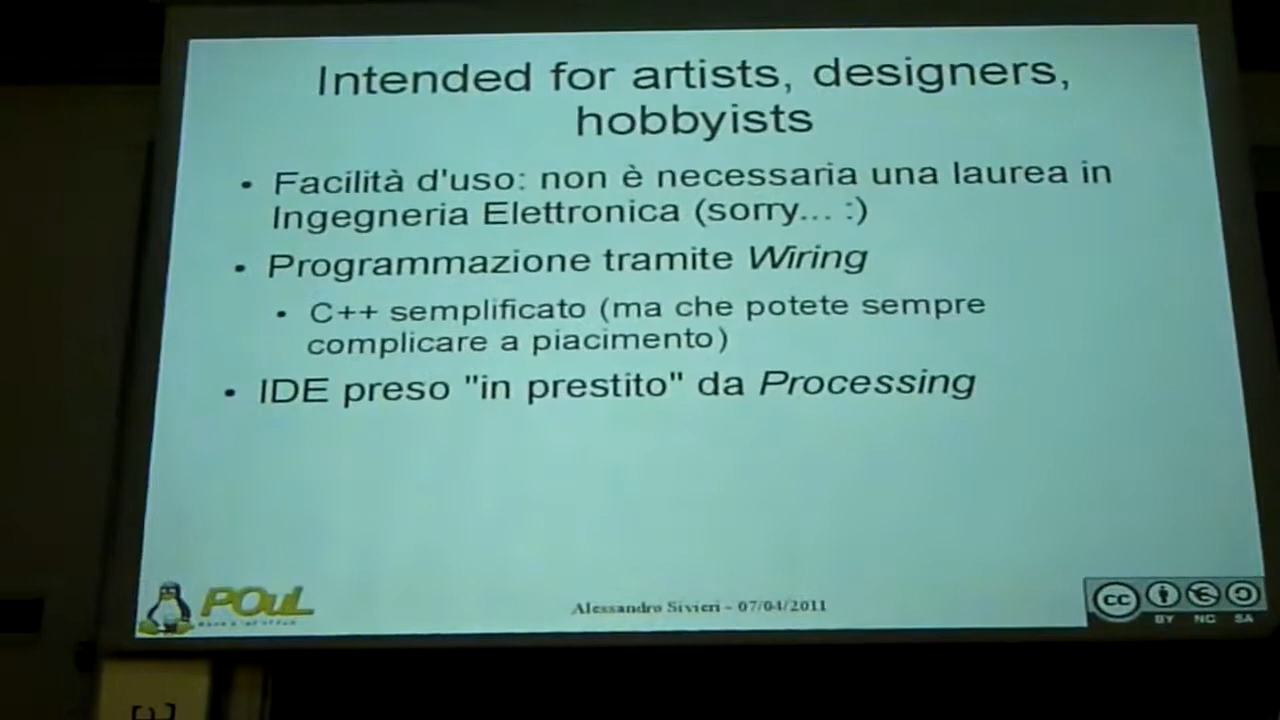 Intended for artists, designers,
hobbyists
• Facilità d'uso: non è necessaria una laurea in
Ingegneria Elettronica (sorry... :)
• Programmazione tramite Wiring
• C++ semplificato (ma che potete sempre
complicare a piacimento)
• IDE preso "in prestito" da Processing
POuL
Alessandro Sivieri - 07/04/2011
cc
BY NC SA
E